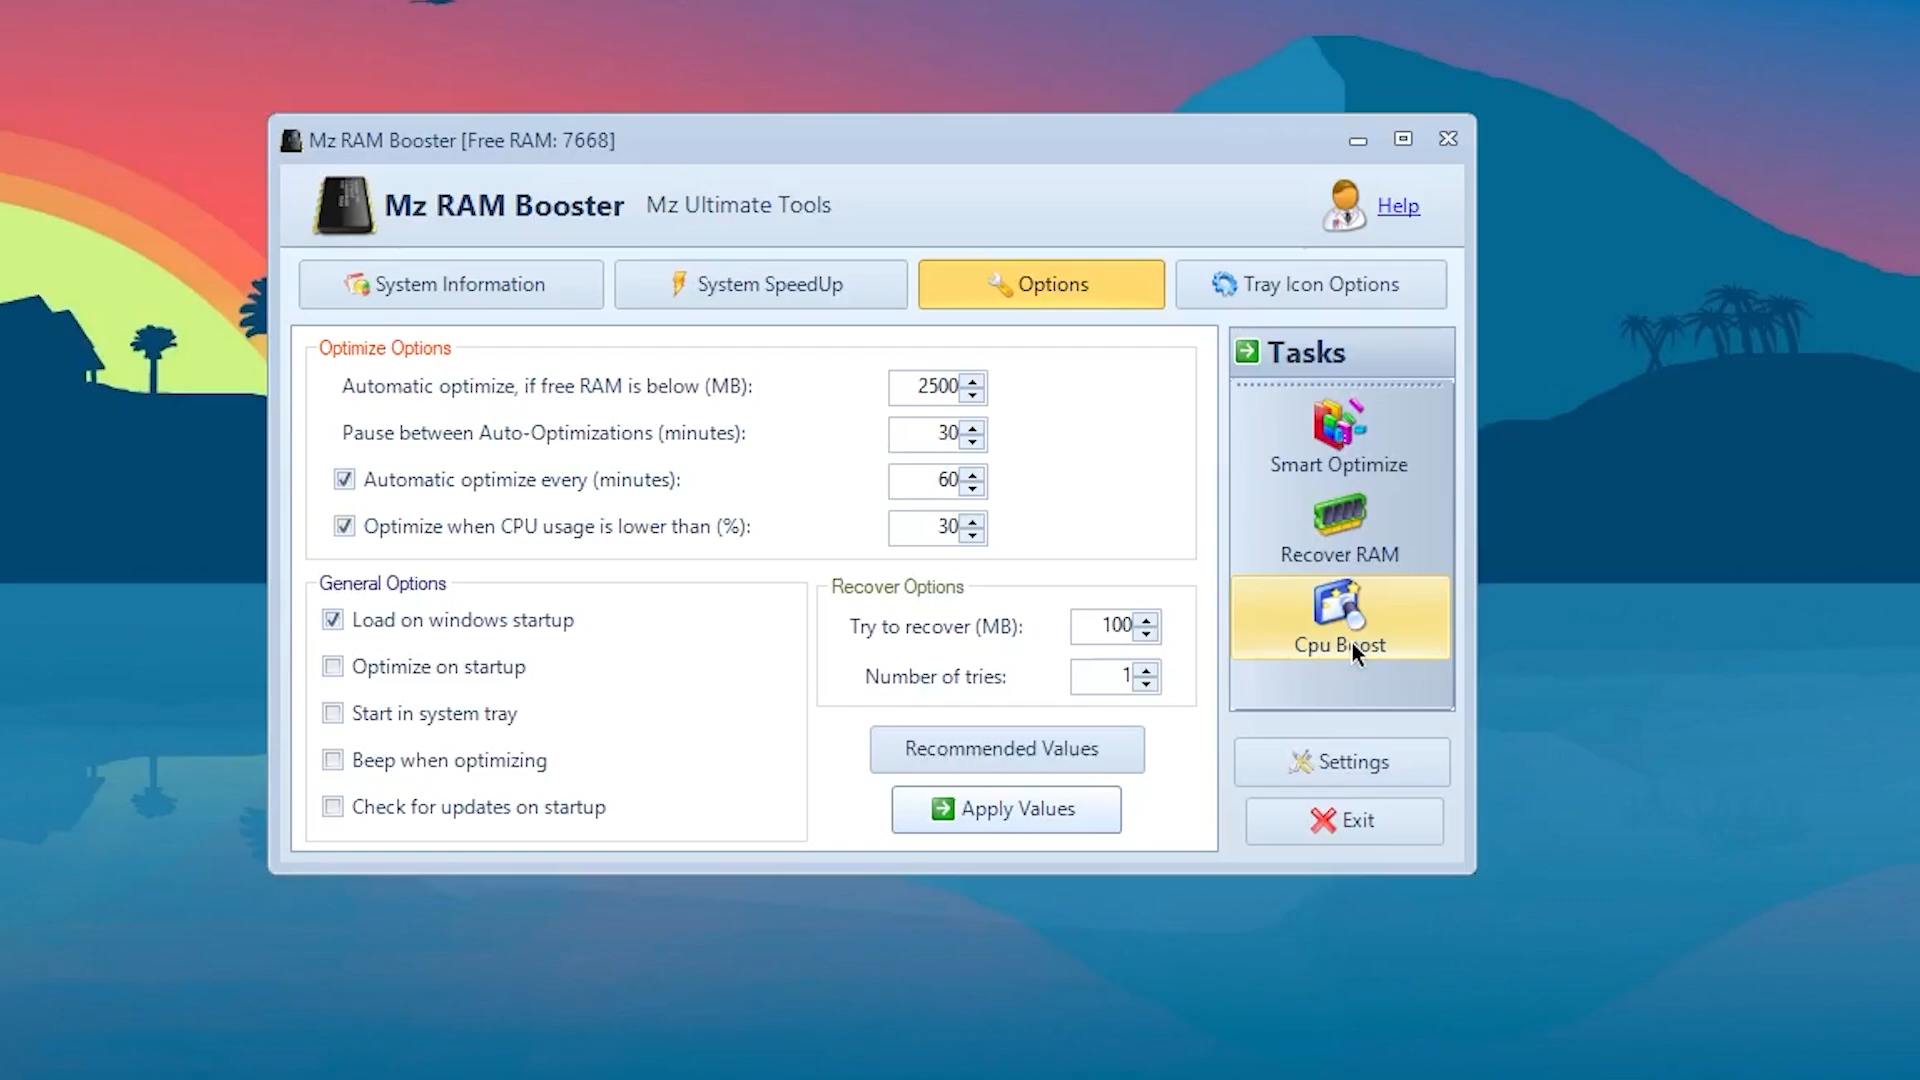 Mz RAM Booster [Free RAM: 7668]
Mz RAM Booster
Mz Ultimate Tools
Help
System Information
System SpeedUp
Options
Tray Icon Options
Optimize Options
Automatic optimize, if free RAM is below (MB):
2500
Pause between Auto-Optimizations (minutes):
30
Automatic optimize every (minutes):
60
Optimize when CPU usage is lower than (%):
30
General Options
Load on windows startup
Optimize on startup
Start in system tray
Beep when optimizing
Check for updates on startup
Recover Options
Try to recover (MB):
100
Number of tries:
1
Recommended Values
Apply Values
Tasks
Smart Optimize
Recover RAM
Cpu Boost
Settings
Exit